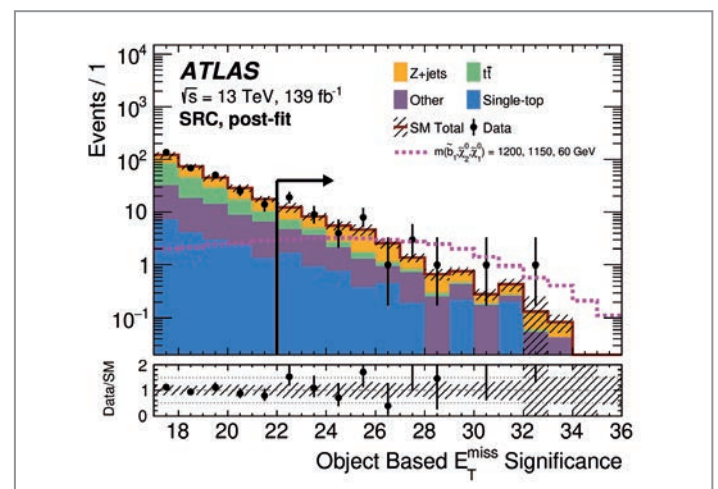 Events / 1
10⁴
10³
10²
10
1
10⁻¹
ATLAS
√s = 13 TeV, 139 fb⁻¹
SRC, post-fit
Z+jets tt̄
Other Single-top
SM Total Data
m(b̃₁,χ̃⁰₂,χ̃⁰₁) = 1200, 1150, 60 GeV
Data/SM
2
1
0
18 20 22 24 26 28 30 32 34 36
Object Based E_T^miss Significance